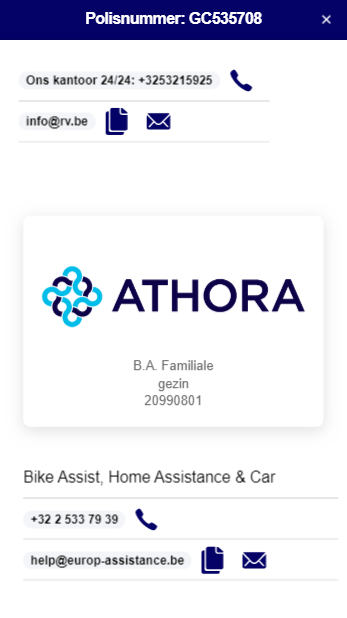 Polisnummer: GC535708 ×
Ons kantoor 24/24: +3253215925
info@rv.be
ATHORA
B.A. Familiale
gezin
20990801
Bike Assist, Home Assistance & Car
+32 2 533 79 39
help@europ-assistance.be